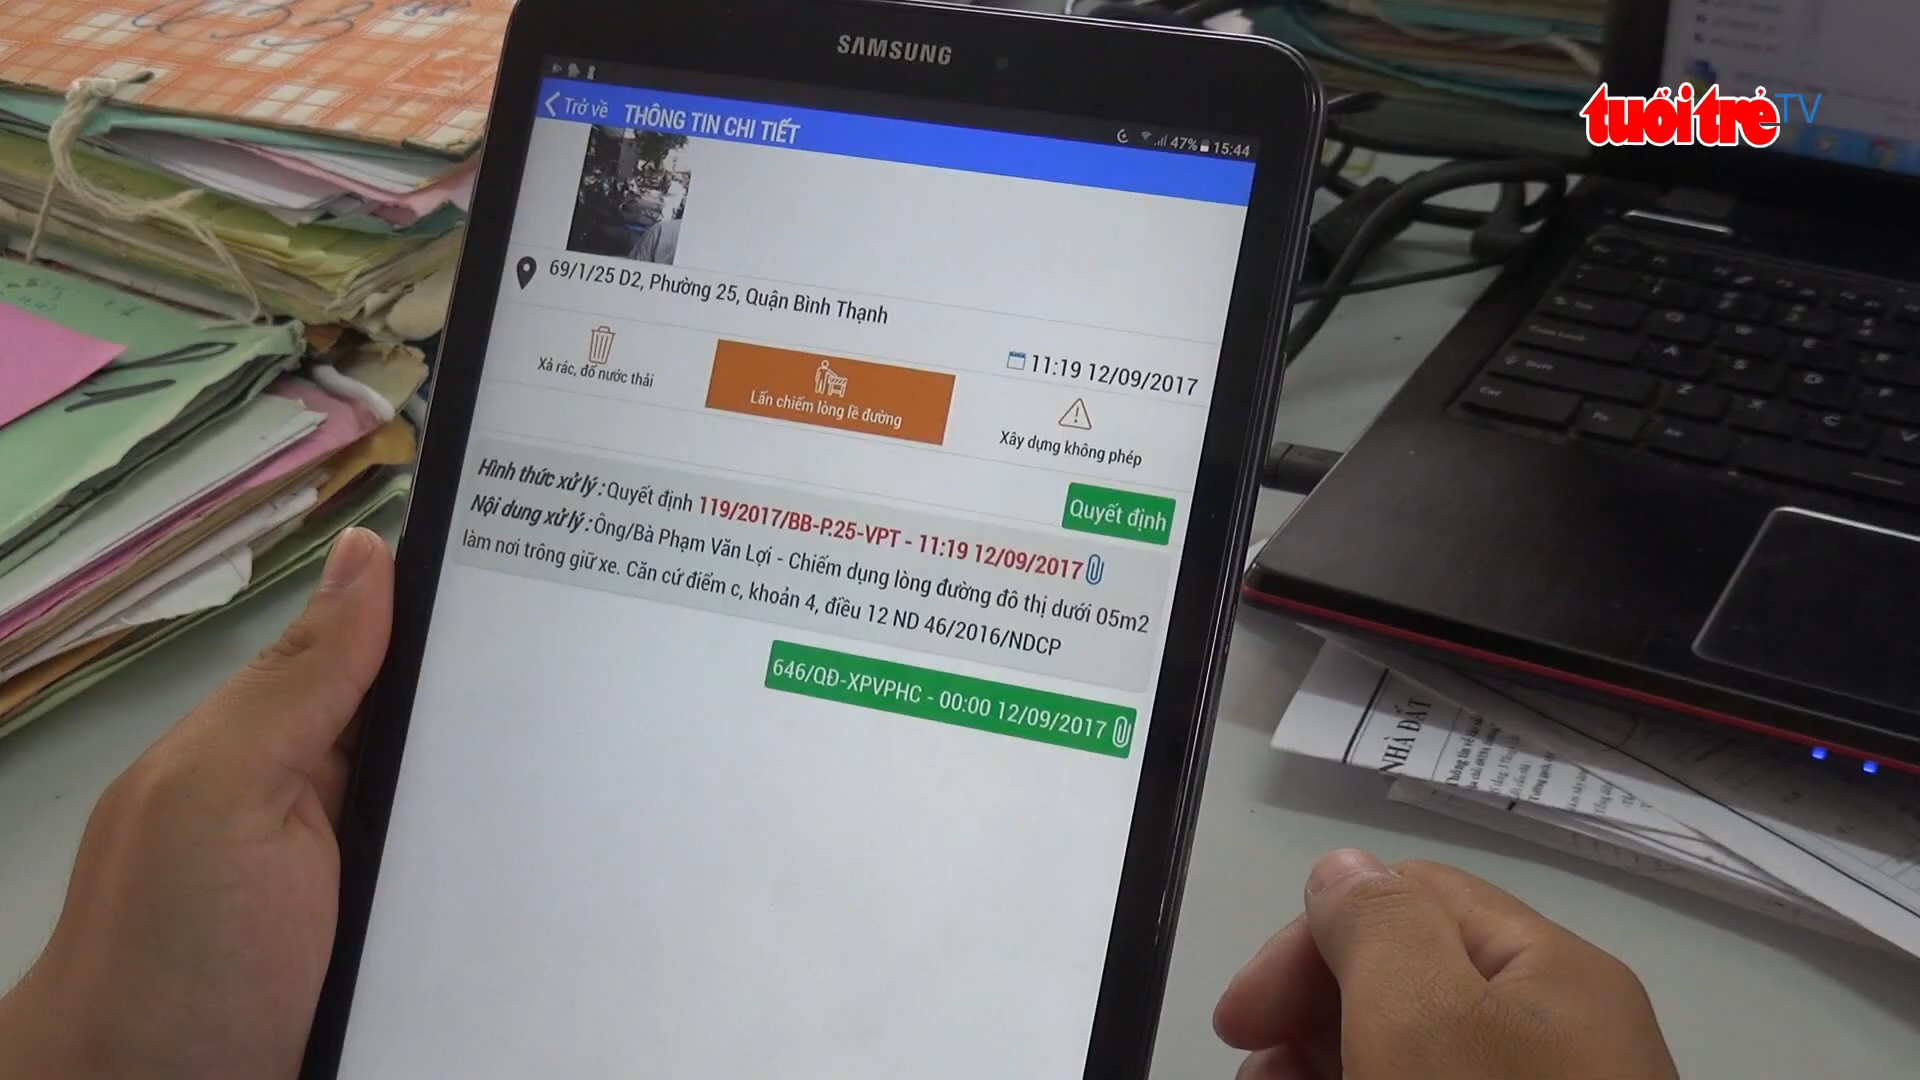 SAMSUNG
tuổi trẻ TV
Trở về THÔNG TIN CHI TIẾT
47% 15:44
69/1/25 D2, Phường 25, Quận Bình Thạnh
11:19 12/09/2017
Xả rác, đổ nước thải
Lấn chiếm lòng lề đường
Xây dựng không phép
Quyết định
Hình thức xử lý : Quyết định 119/2017/BB-P.25-VPT - 11:19 12/09/2017
Nội dung xử lý : Ông/Bà Phạm Văn Lợi - Chiếm dụng lòng đường đô thị dưới 05m2
làm nơi trông giữ xe. Căn cứ điểm c, khoản 4, điều 12 ND 46/2016/NDCP
646/QĐ-XPVPHC - 00:00 12/09/2017
NHÀ ĐẤT